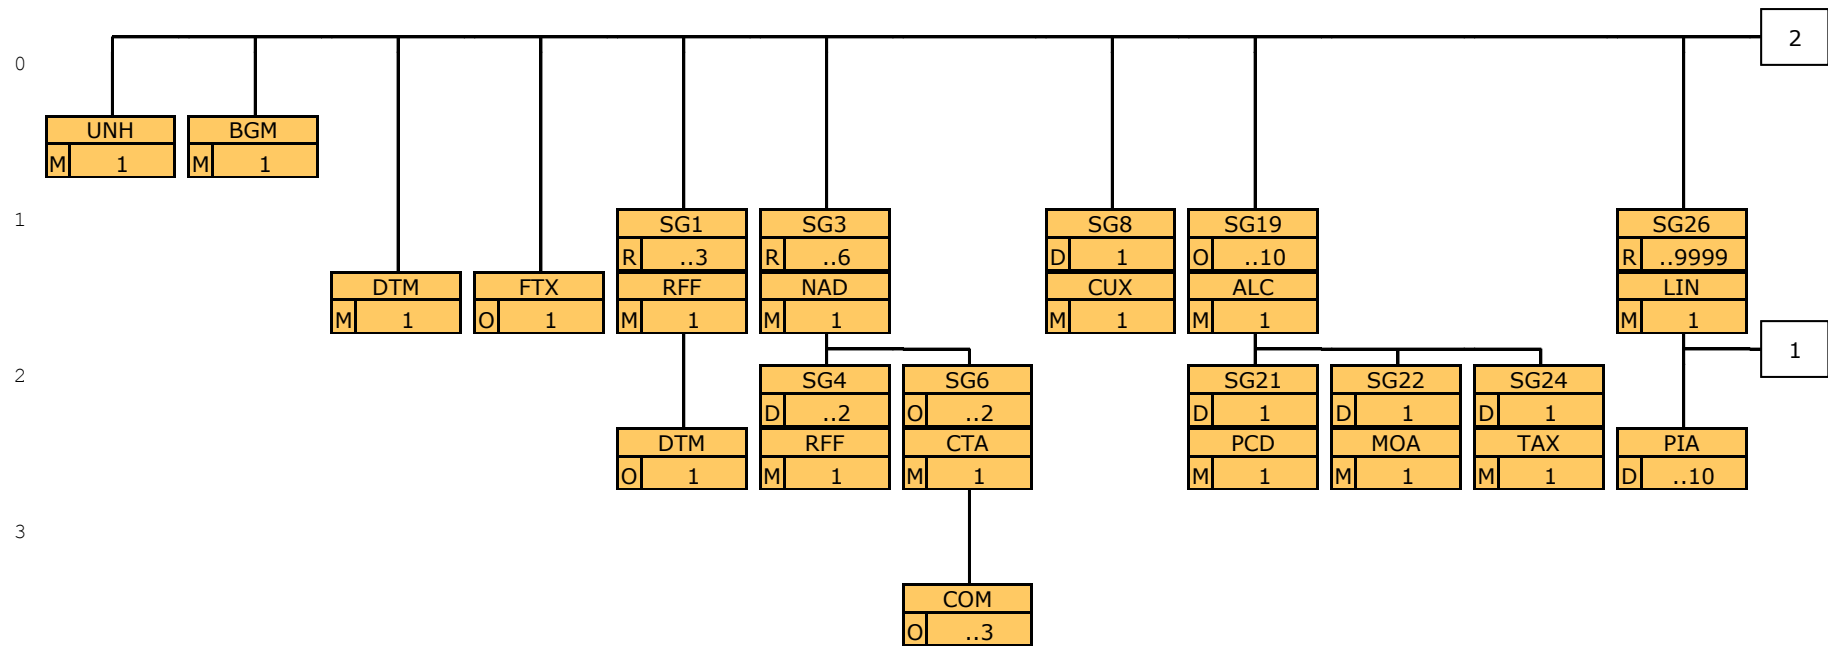 2
0
UNH BGM
M 1 M 1
1
SG1 SG3 SG8 SG19 SG26
R ..3 R ..6 D 1 O ..10 R ..9999
DTM FTX RFF NAD CUX ALC LIN
M 1 O 1 M 1 M 1 M 1 M 1 M 1
1
2
SG4 SG6 SG21 SG22 SG24
D ..2 O ..2 D 1 D 1 D 1
DTM RFF CTA PCD MOA TAX PIA
O 1 M 1 M 1 M 1 M 1 M 1 D ..10
3
COM
O ..3